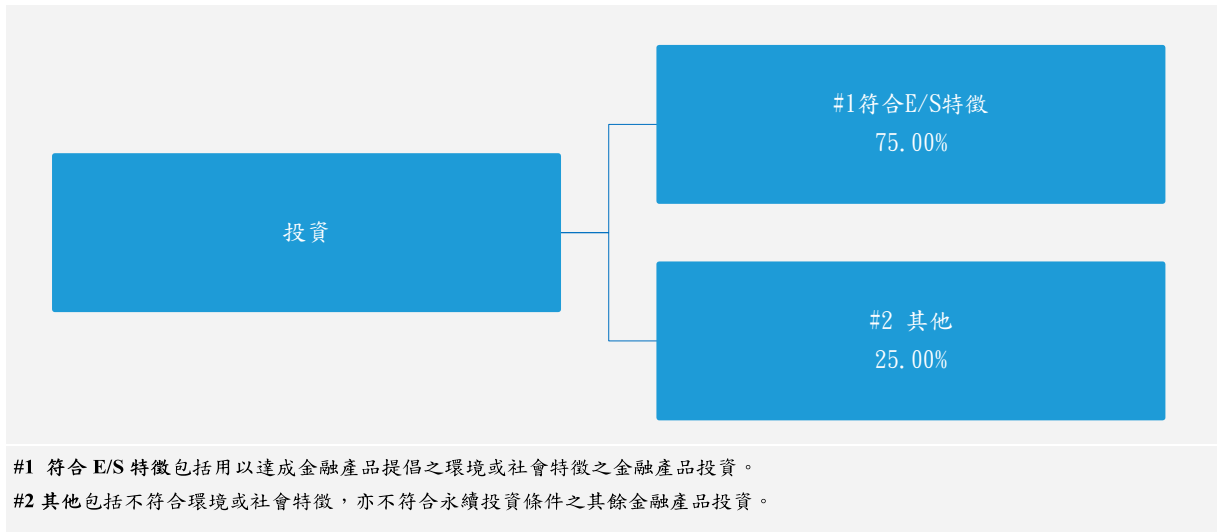 投資
#1符合E/S特徵
75.00%
#2 其他
25.00%
#1 符合 E/S 特徵包括用以達成金融產品提倡之環境或社會特徵之金融產品投資。
#2 其他包括不符合環境或社會特徵，亦不符合永續投資條件之其餘金融產品投資。